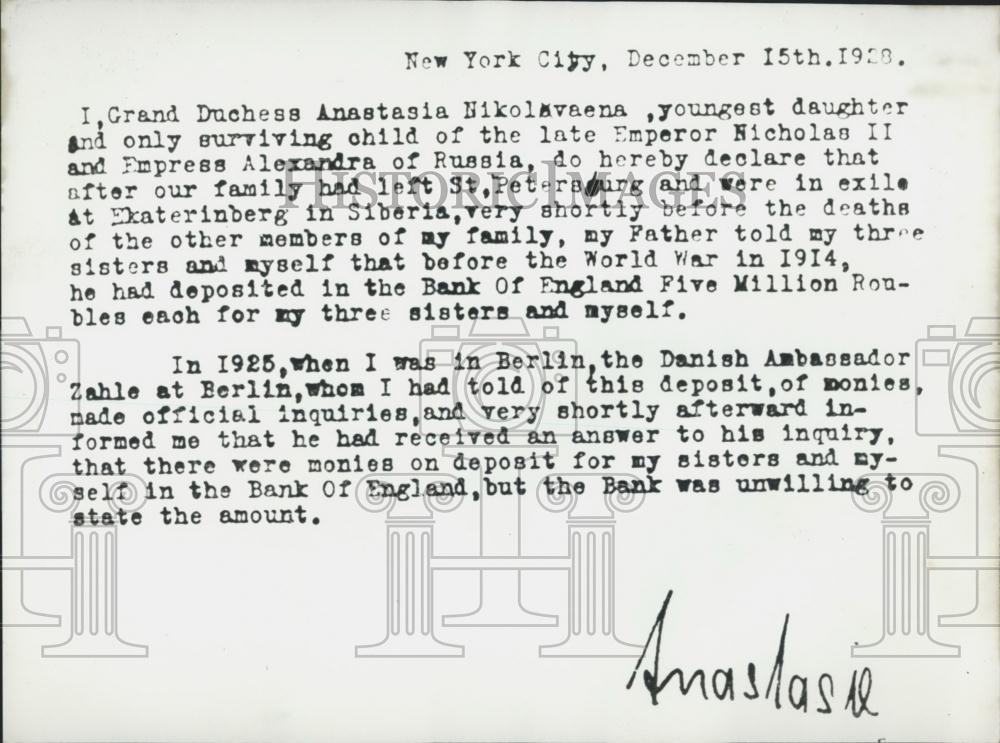 New York City, December 15th.1928.
I,Grand Duchess Anastasia Nikolavaena ,youngest daughter
and only surviving child of the late Emperor Nicholas II
and Empress Alexandra of Russia, do hereby declare that
after our family had left St.Petersburg and were in exile
at Ekaterinberg in Siberia,very shortly before the deaths
of the other members of my family, my Father told my three
sisters and myself that before the World War in 1914,
he had deposited in the Bank Of England Five Million Rou-
bles each for my three sisters and myself.
In 1925,when I was in Berlin,the Danish Ambassador
Zahle at Berlin,whom I had told of this deposit,of monies,
made official inquiries,and very shortly afterward in-
formed me that he had received an answer to his inquiry,
that there were monies on deposit for my sisters and my-
self in the Bank Of England,but the Bank was unwilling to
state the amount.
Anastasia
HISTORIC IMAGES